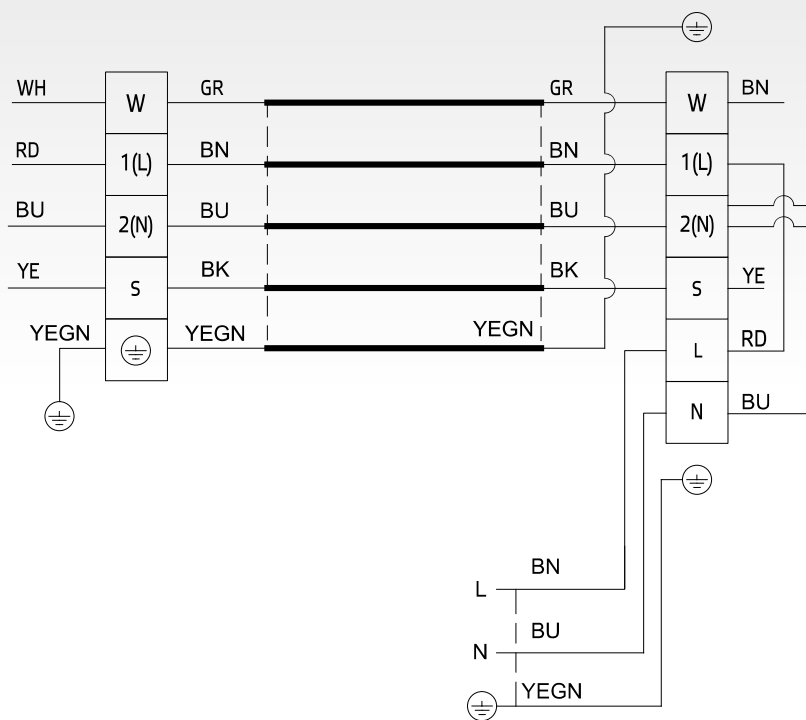 WH W GR GR W BN
RD 1(L) BN BN 1(L)
BU 2(N) BU BU 2(N)
YE S BK BK S YE
YEGN YEGN YEGN L RD
N BU
L BN
N BU
YEGN